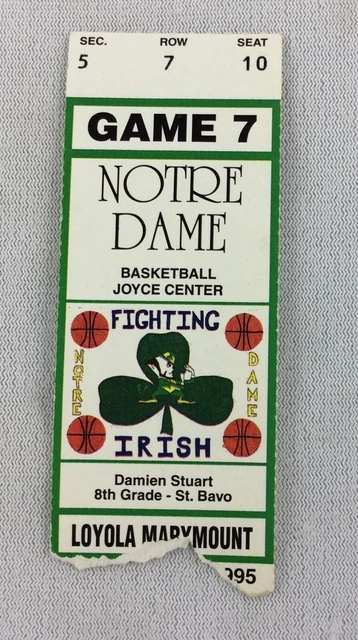 SEC. ROW SEAT
5 7 10
GAME 7
NOTRE
DAME
BASKETBALL
JOYCE CENTER
FIGHTING
NOTRE
DAME
IRISH
Damien Stuart
8th Grade - St. Bavo
LOYOLA MARYMOUNT
995